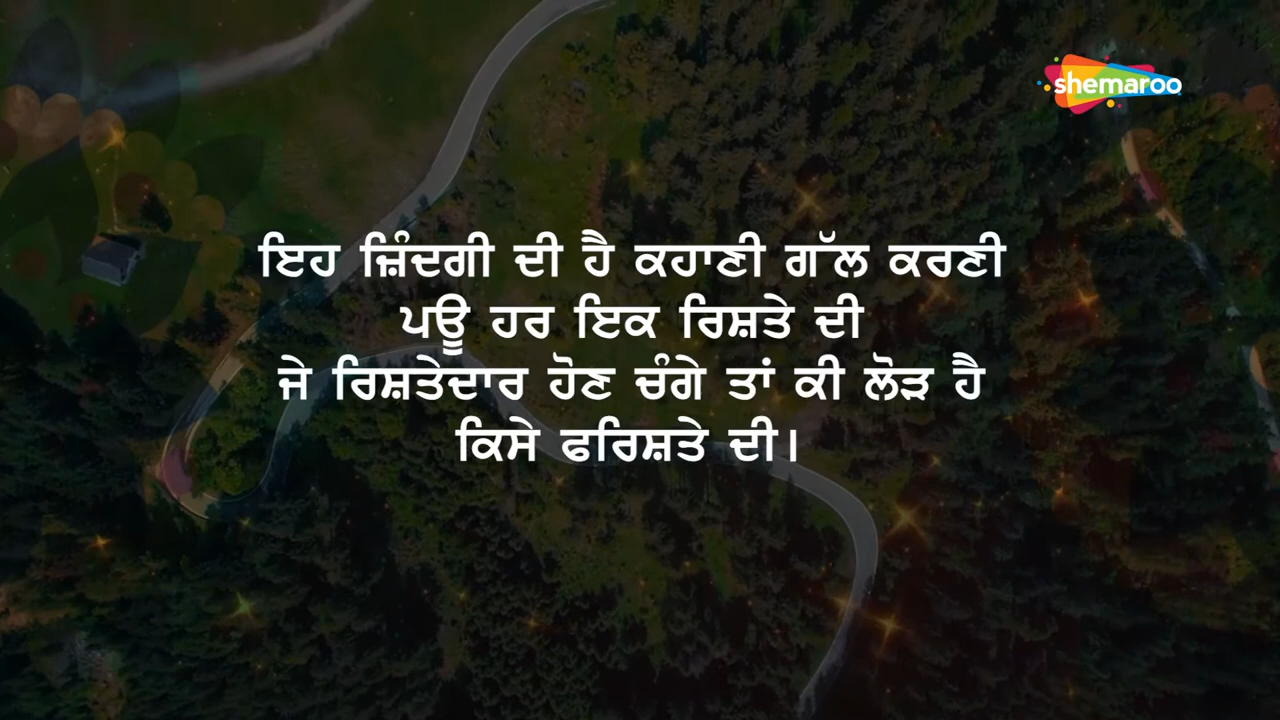 shemaroo
ਇਹ ਜ਼ਿੰਦਗੀ ਦੀ ਹੈ ਕਹਾਣੀ ਗੱਲ ਕਰਣੀ
ਪਊ ਹਰ ਇਕ ਰਿਸ਼ਤੇ ਦੀ
ਜੇ ਰਿਸ਼ਤੇਦਾਰ ਹੋਣ ਚੰਗੇ ਤਾਂ ਕੀ ਲੋੜ ਹੈ
ਕਿਸੇ ਫਰਿਸ਼ਤੇ ਦੀ।